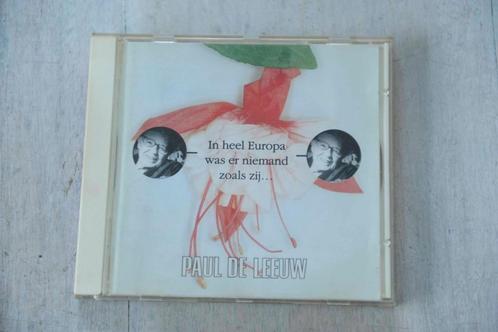 In heel Europa
was er niemand
zoals zij...
PAUL DE LEEUW